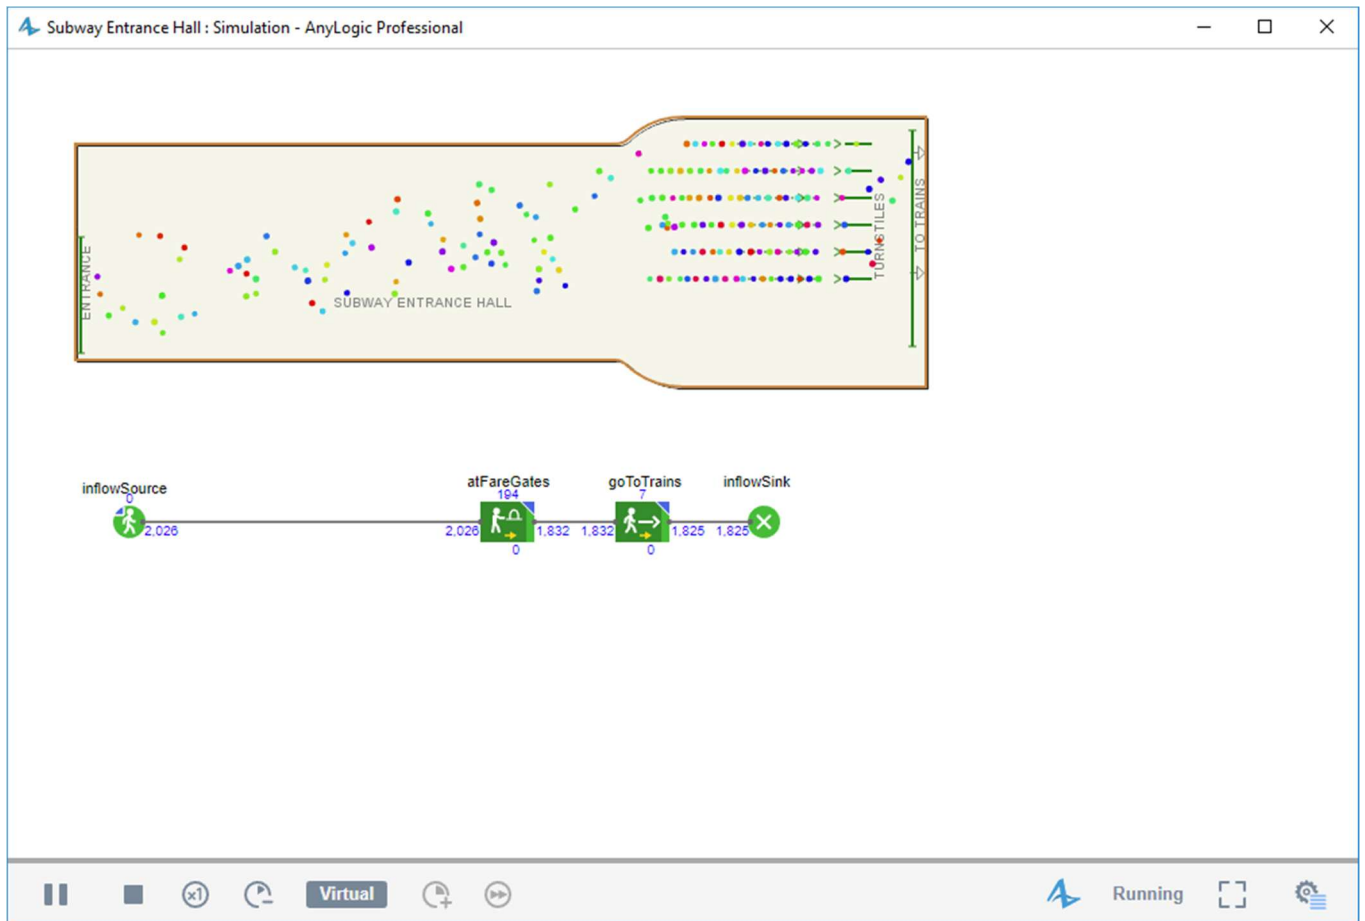 Subway Entrance Hall : Simulation - AnyLogic Professional
ENTRANCE
SUBWAY ENTRANCE HALL
TURNSTILES
TO TRAINS
inflowSource
0
2,026
atFareGates
194
2,026
1,832
0
goToTrains
7
1,832
1,825
0
inflowSink
1,825
x1
Virtual
Running